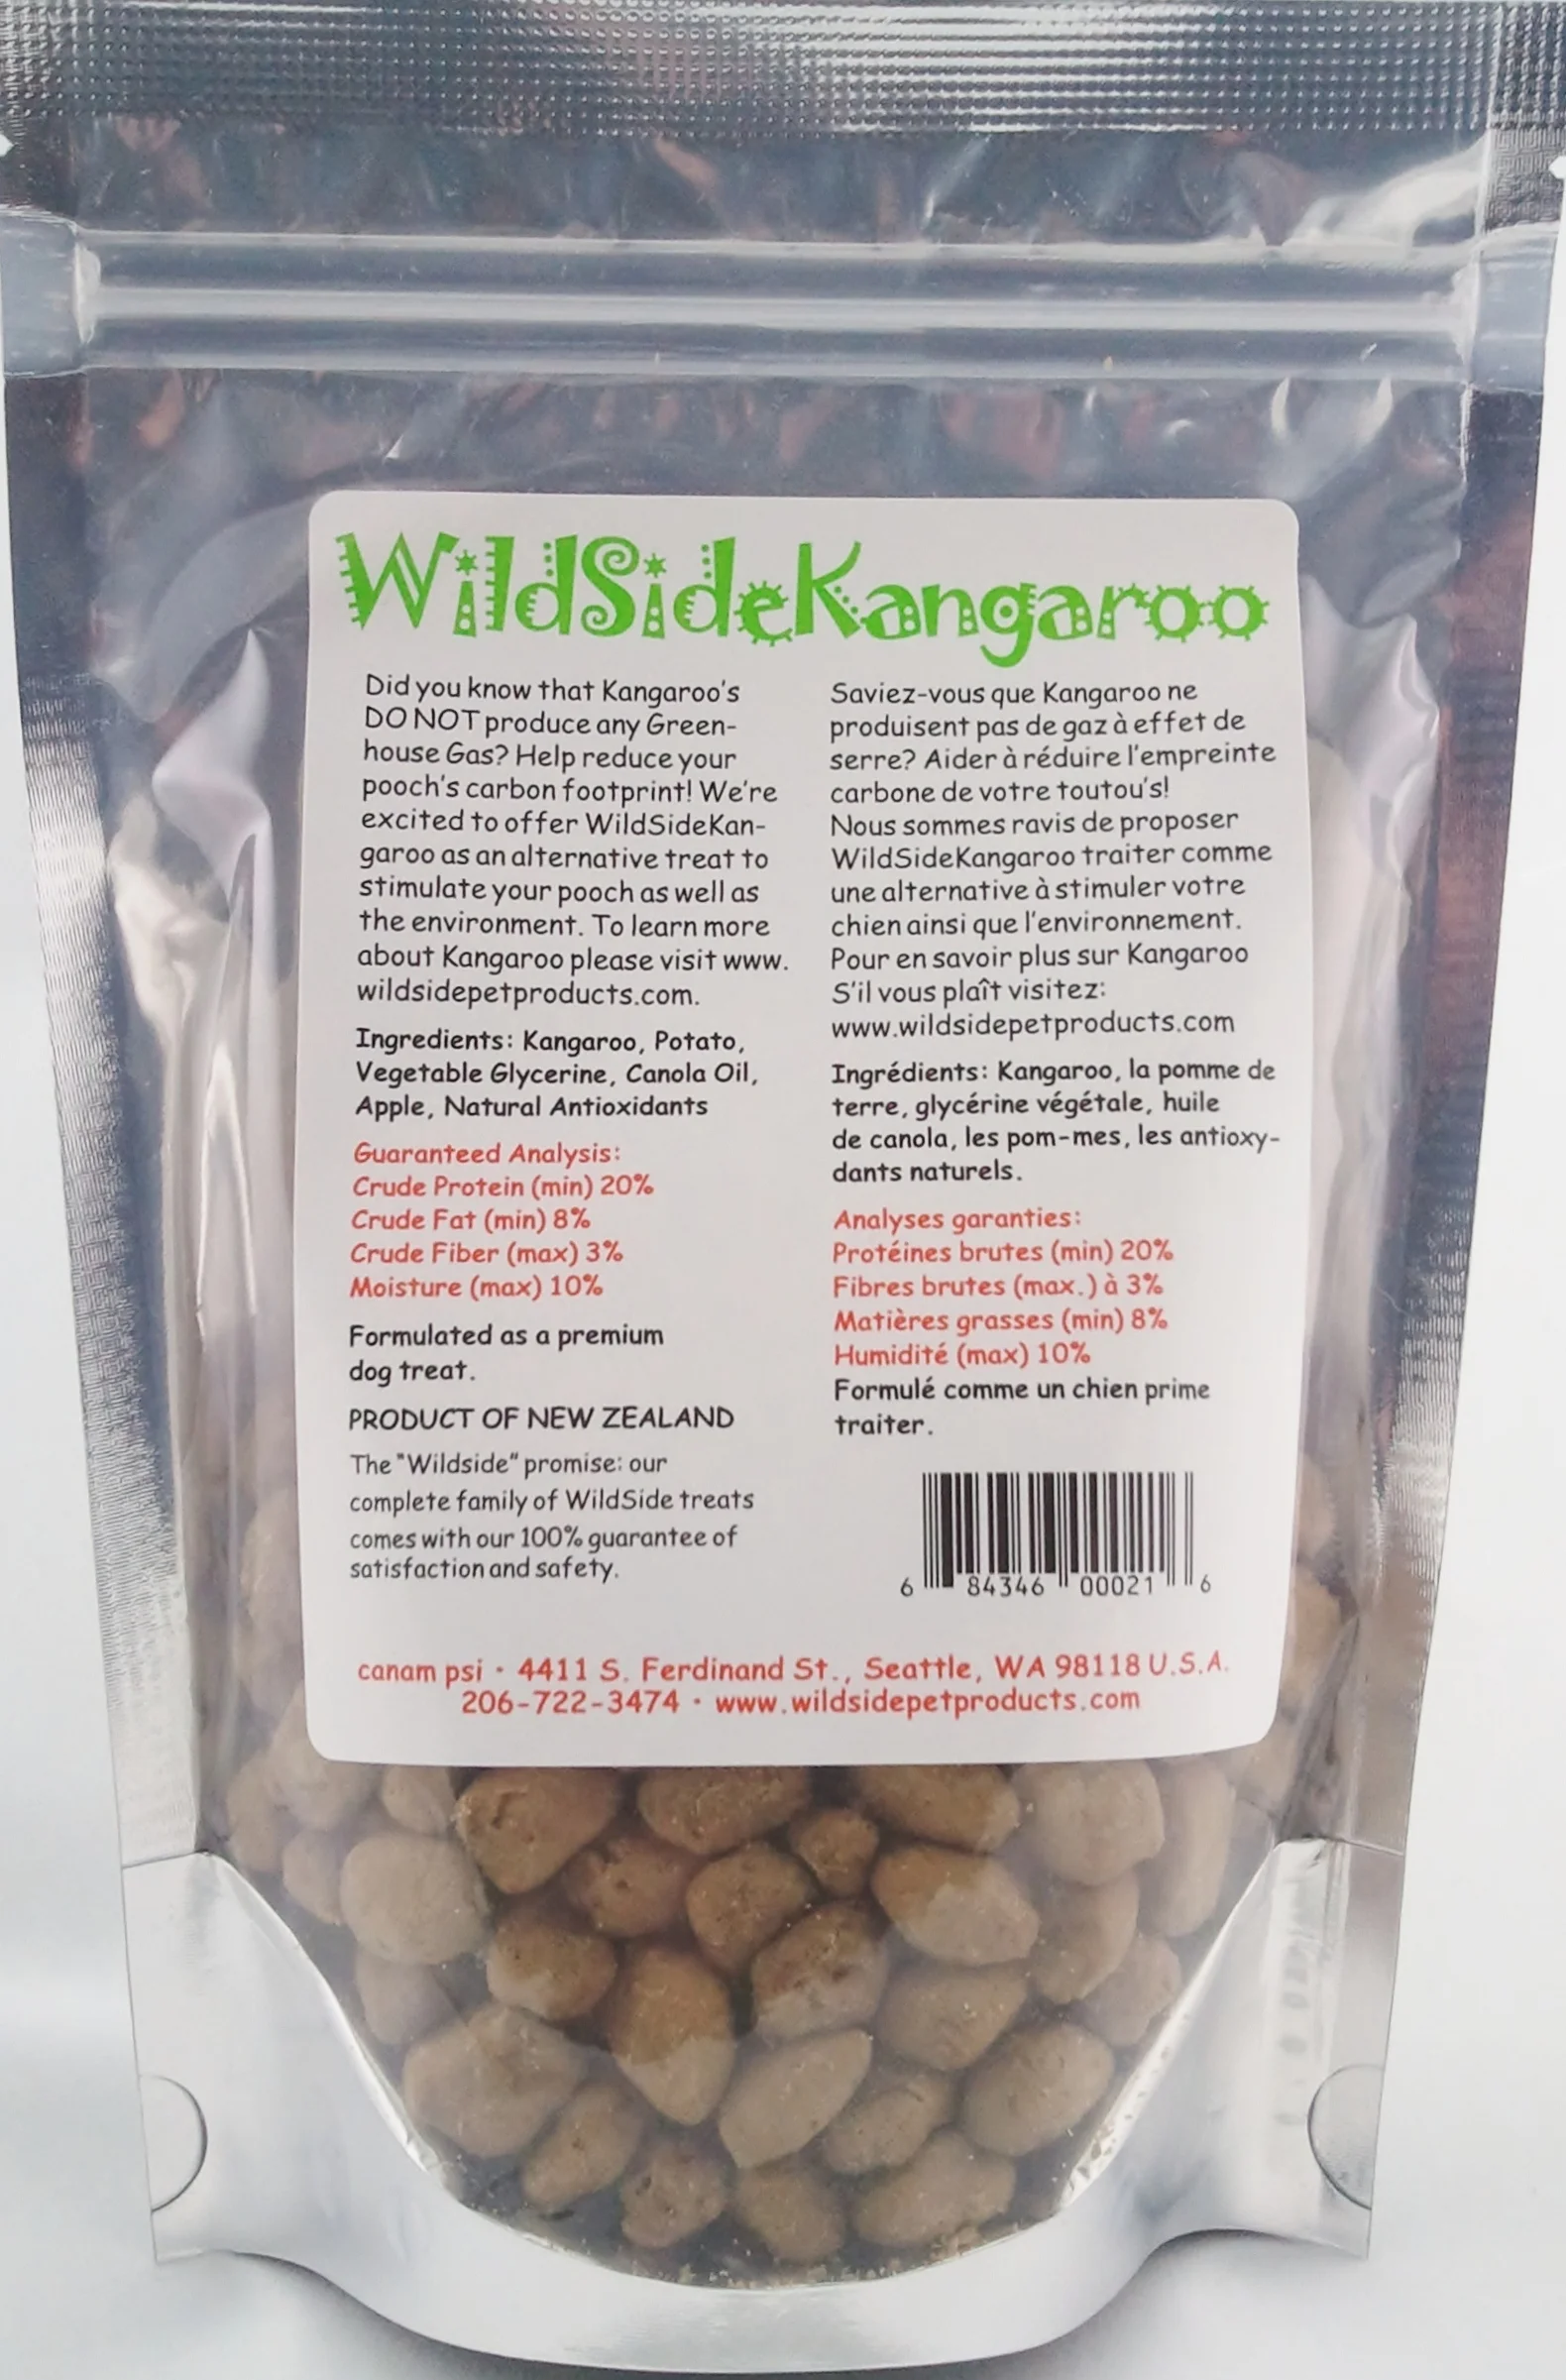 WildSideKangaroo
Did you know that Kangaroo's
DO NOT produce any Green-
house Gas? Help reduce your
pooch's carbon footprint! We're
excited to offer WildSideKan-
garoo as an alternative treat to
stimulate your pooch as well as
the environment. To learn more
about Kangaroo please visit www.
wildsidepetproducts.com.
Ingredients: Kangaroo, Potato,
Vegetable Glycerine, Canola Oil,
Apple, Natural Antioxidants
Guaranteed Analysis:
Crude Protein (min) 20%
Crude Fat (min) 8%
Crude Fiber (max) 3%
Moisture (max) 10%
Formulated as a premium
dog treat.
PRODUCT OF NEW ZEALAND
The "Wildside" promise: our
complete family of WildSide treats
comes with our 100% guarantee of
satisfaction and safety.
Saviez-vous que Kangaroo ne
produisent pas de gaz à effet de
serre? Aider à réduire l'empreinte
carbone de votre toutou's!
Nous sommes ravis de proposer
WildSideKangaroo traiter comme
une alternative à stimuler votre
chien ainsi que l'environnement.
Pour en savoir plus sur Kangaroo
S'il vous plaît visitez:
www.wildsidepetproducts.com
Ingrédients: Kangaroo, la pomme de
terre, glycérine végétale, huile
de canola, les pom-mes, les antioxy-
dants naturels.
Analyses garanties:
Protéines brutes (min) 20%
Fibres brutes (max.) à 3%
Matières grasses (min) 8%
Humidité (max) 10%
Formulé comme un chien prime
traiter.
6 84346 00021 6
canam psi • 4411 S. Ferdinand St., Seattle, WA 98118 U.S.A.
206-722-3474 • www.wildsidepetproducts.com